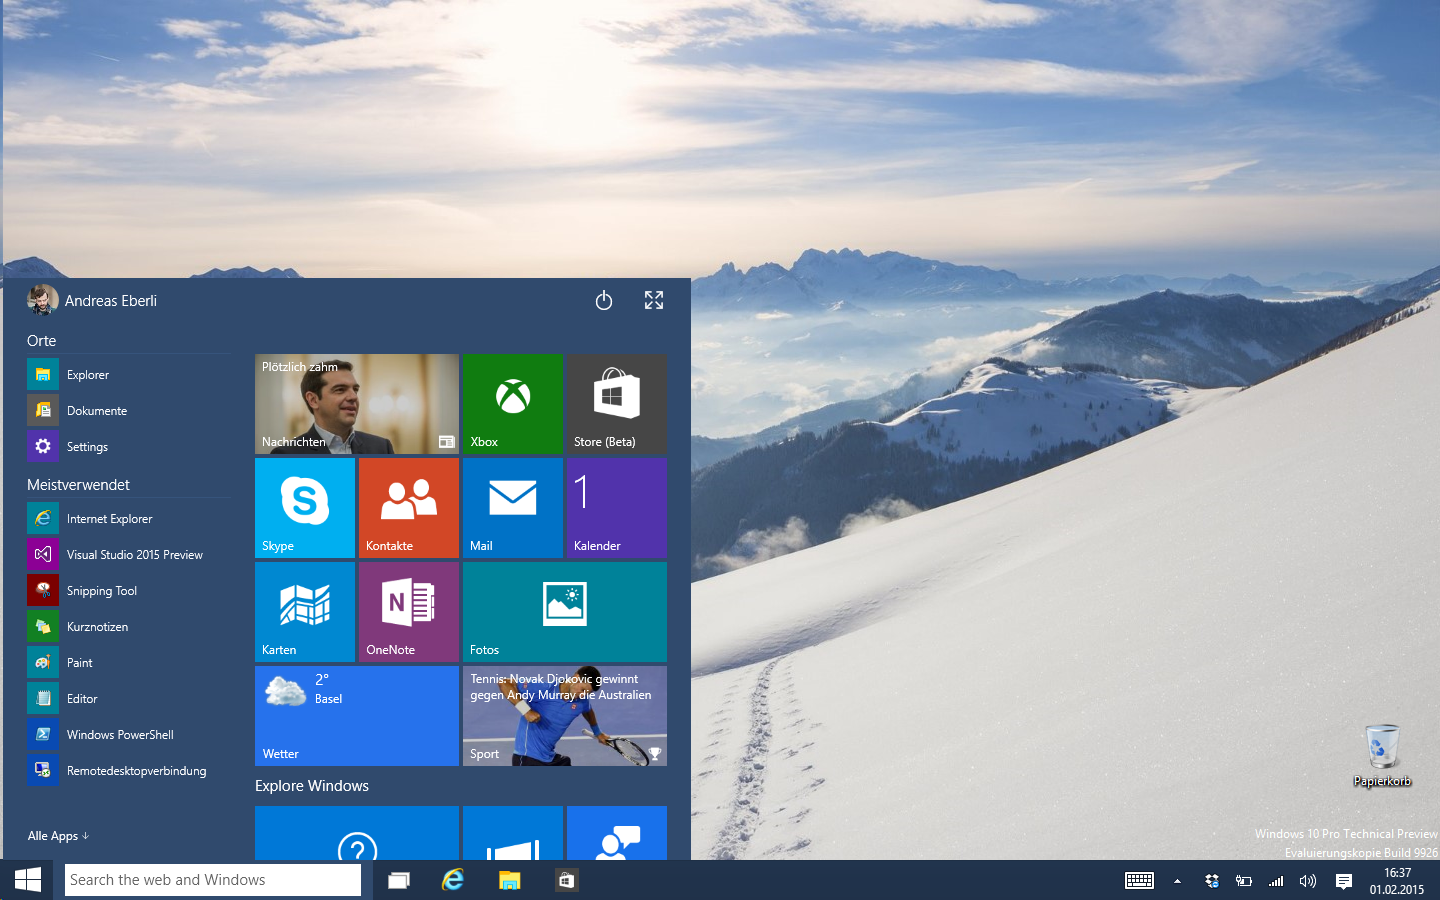 Andreas Eberli
Orte
Explorer
Dokumente
Settings
Meistverwendet
Internet Explorer
Visual Studio 2015 Preview
Snipping Tool
Kurznotizen
Paint
Editor
Windows PowerShell
Remotedesktopverbindung
Alle Apps
Plötzlich zahm
Nachrichten
Xbox
Store (Beta)
Skype
Kontakte
Mail
1
Kalender
Karten
N
OneNote
Fotos
2°
Basel
Wetter
Tennis: Novak Djokovic gewinnt
gegen Andy Murray die Australien
Sport
Explore Windows
Papierkorb
Windows 10 Pro Technical Preview
Evaluierungskopie Build 9926
Search the web and Windows
16:37
01.02.2015